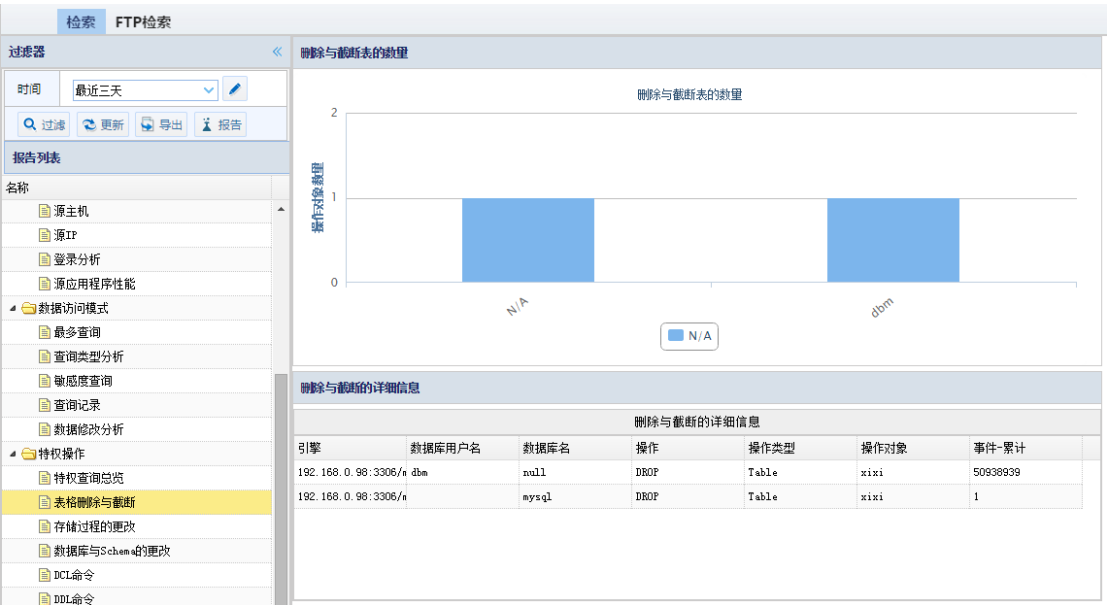 检索 FTP检索
过滤器
时间 最近三天
过滤 更新 导出 报告
报告列表
名称
源主机
源IP
登录分析
源应用程序性能
数据访问模式
最多查询
查询类型分析
敏感度查询
查询记录
数据修改分析
特权操作
特权查询总览
表格删除与截断
存储过程的更改
数据库与Schema的更改
DCL命令
DDL命令
删除与截断表的数量
删除与截断表的数量
操作对象数量
2
1
0
N/A
dbm
N/A
删除与截断的详细信息
删除与截断的详细信息
引擎 数据库用户名 数据库名 操作 操作类型 操作对象 事件-累计
192.168.0.98:3306/m dbm null DROP Table xixi 50938939
192.168.0.98:3306/m mysql DROP Table xixi 1